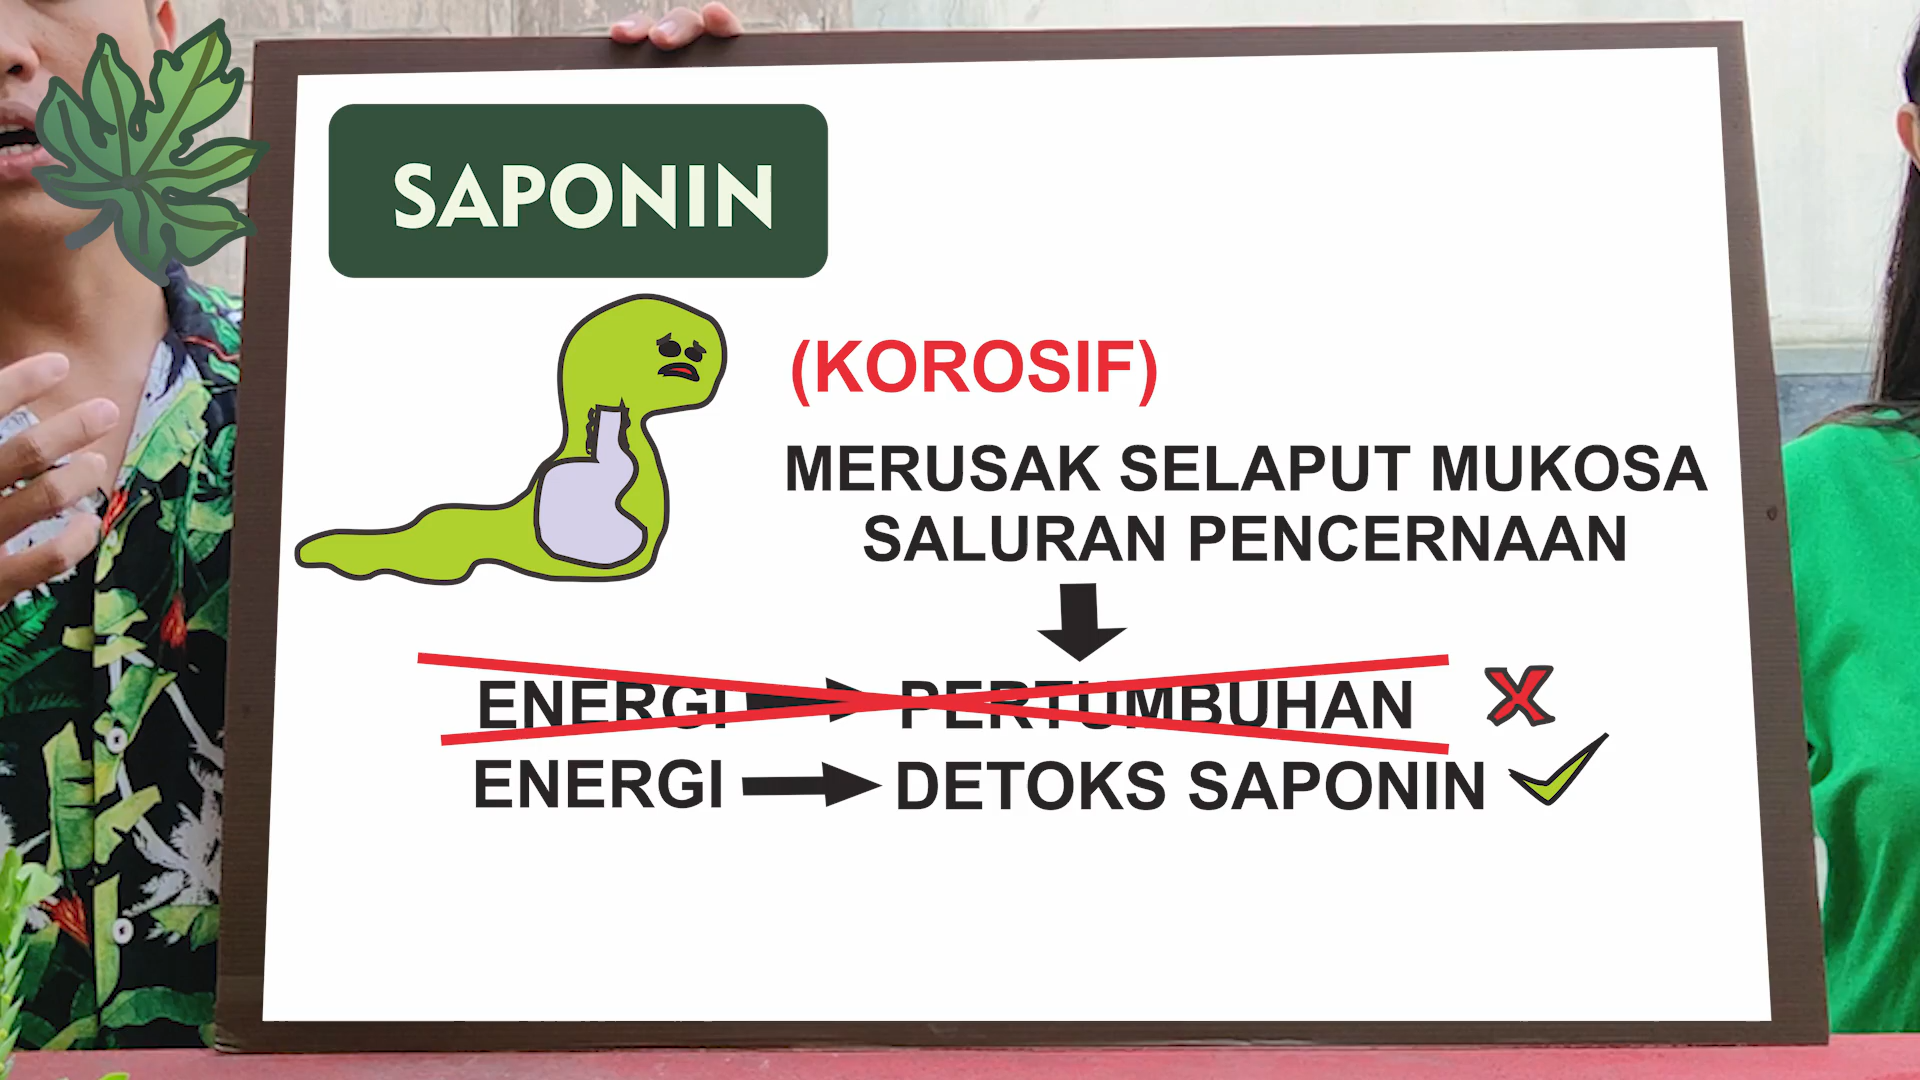 SAPONIN
(KOROSIF)
MERUSAK SELAPUT MUKOSA
SALURAN PENCERNAAN
ENERGI PERTUMBUHAN
ENERGI DETOKS SAPONIN